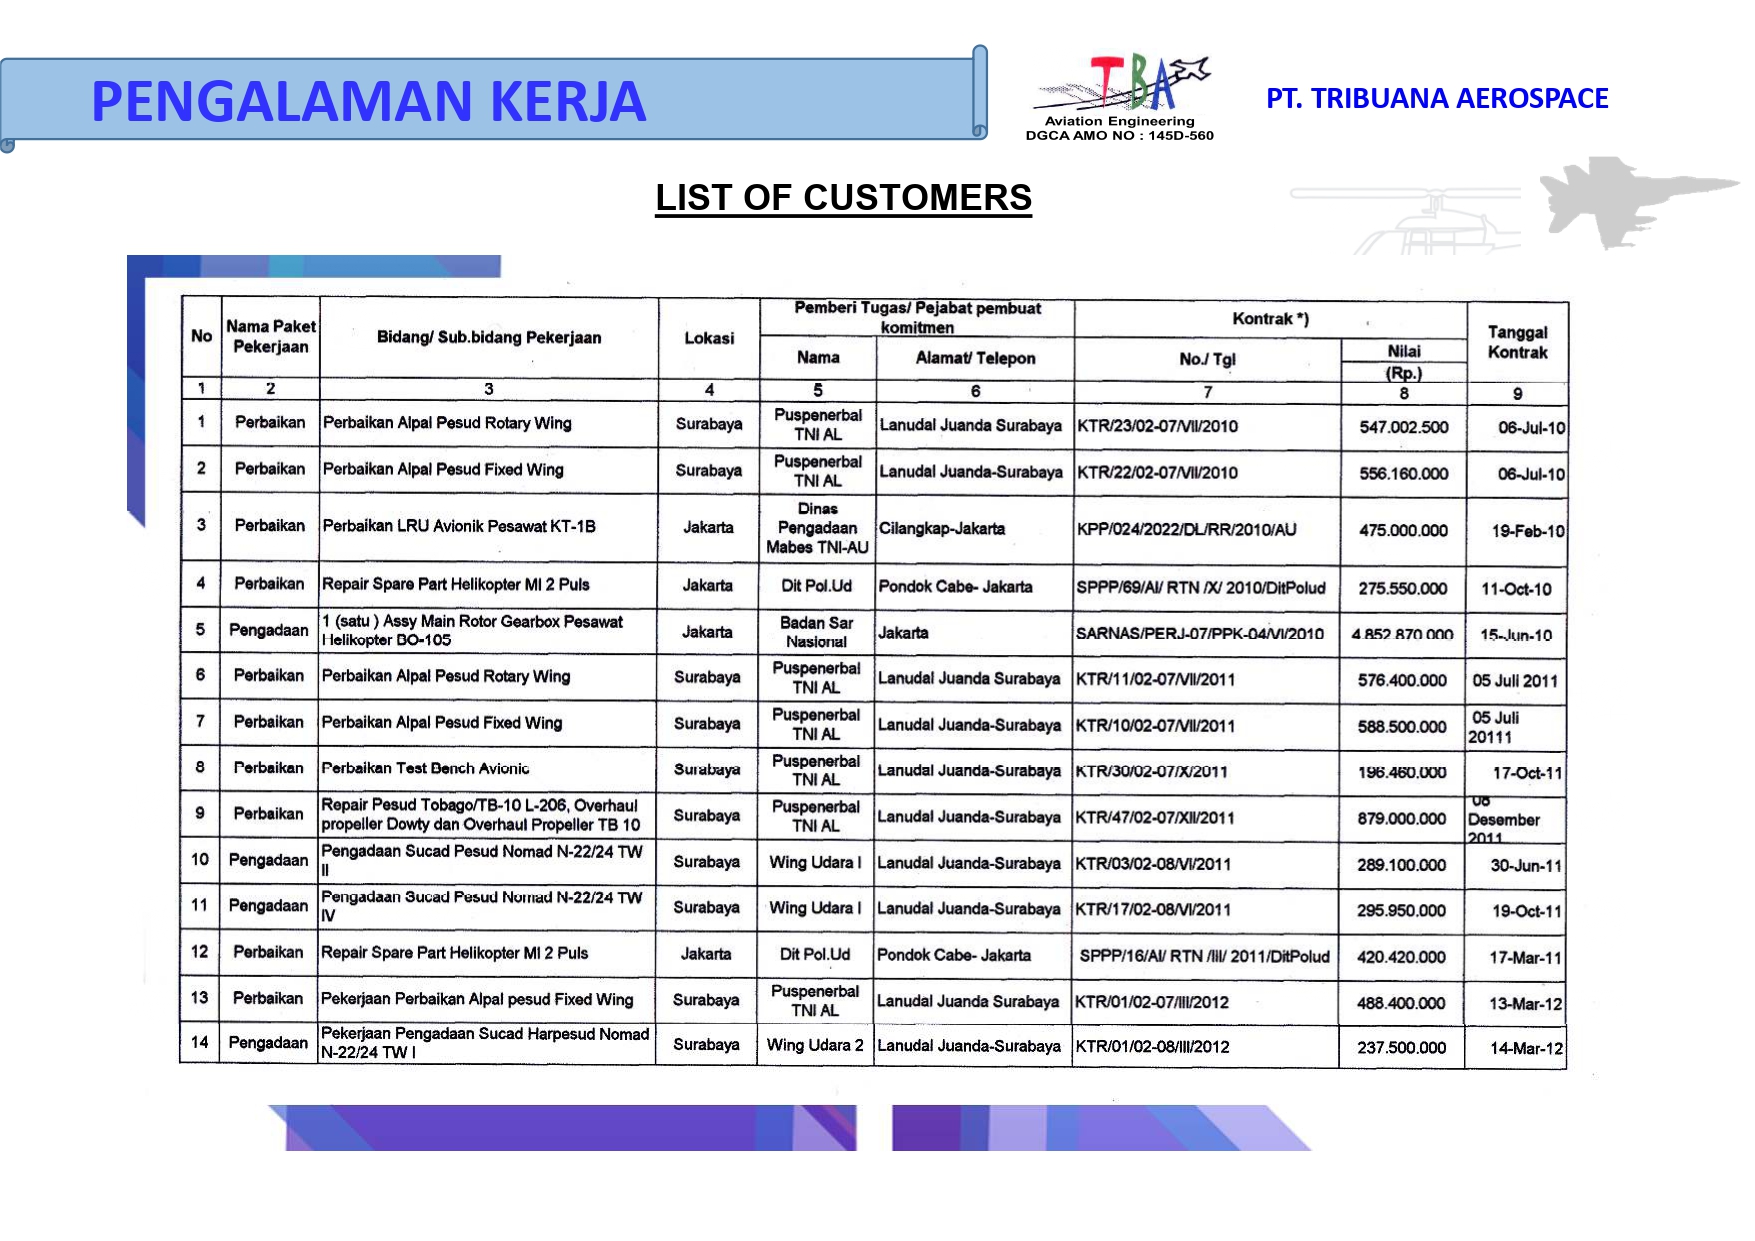 PENGALAMAN KERJA
TBA
Aviation Engineering
DGCA AMO NO : 145D-560
PT. TRIBUANA AEROSPACE
LIST OF CUSTOMERS
No Nama Paket Pekerjaan Bidang/ Sub.bidang Pekerjaan Lokasi Pemberi Tugas/ Pejabat pembuat komitmen Kontrak *) Tanggal Kontrak
Nama Alamat/ Telepon No./ Tgl Nilai (Rp.)
1 2 3 4 5 6 7 8 9
1 Perbaikan Perbaikan Alpal Pesud Rotary Wing Surabaya Puspenerbal TNI AL Lanudal Juanda Surabaya KTR/23/02-07/VII/2010 547.002.500 06-Jul-10
2 Perbaikan Perbaikan Alpal Pesud Fixed Wing Surabaya Puspenerbal TNI AL Lanudal Juanda-Surabaya KTR/22/02-07/VII/2010 556.160.000 06-Jul-10
3 Perbaikan Perbaikan LRU Avionik Pesawat KT-1B Jakarta Dinas Pengadaan Mabes TNI-AU Cilangkap-Jakarta KPP/024/2022/DL/RR/2010/AU 475.000.000 19-Feb-10
4 Perbaikan Repair Spare Part Helikopter MI 2 Puls Jakarta Dit Pol.Ud Pondok Cabe- Jakarta SPPP/69/AI/ RTN /X/ 2010/DitPolud 275.550.000 11-Oct-10
5 Pengadaan 1 (satu ) Assy Main Rotor Gearbox Pesawat Helikopter BO-105 Jakarta Badan Sar Nasional Jakarta SARNAS/PERJ-07/PPK-04/VI/2010 4.852.870.000 15-Jun-10
6 Perbaikan Perbaikan Alpal Pesud Rotary Wing Surabaya Puspenerbal TNI AL Lanudal Juanda Surabaya KTR/11/02-07/VII/2011 576.400.000 05 Juli 2011
7 Perbaikan Perbaikan Alpal Pesud Fixed Wing Surabaya Puspenerbal TNI AL Lanudal Juanda-Surabaya KTR/10/02-07/VII/2011 588.500.000 05 Juli 20111
8 Perbaikan Perbaikan Test Bench Avionic Surabaya Puspenerbal TNI AL Lanudal Juanda-Surabaya KTR/30/02-07/X/2011 196.460.000 17-Oct-11
9 Perbaikan Repair Pesud Tobago/TB-10 L-206, Overhaul propeller Dowty dan Overhaul Propeller TB 10 Surabaya Puspenerbal TNI AL Lanudal Juanda-Surabaya KTR/47/02-07/XII/2011 879.000.000 08 Desember 2011
10 Pengadaan Pengadaan Sucad Pesud Nomad N-22/24 TW II Surabaya Wing Udara I Lanudal Juanda-Surabaya KTR/03/02-08/VI/2011 289.100.000 30-Jun-11
11 Pengadaan Pengadaan Sucad Pesud Nomad N-22/24 TW IV Surabaya Wing Udara I Lanudal Juanda-Surabaya KTR/17/02-08/VI/2011 295.950.000 19-Oct-11
12 Perbaikan Repair Spare Part Helikopter MI 2 Puls Jakarta Dit Pol.Ud Pondok Cabe- Jakarta SPPP/16/AI/ RTN /III/ 2011/DitPolud 420.420.000 17-Mar-11
13 Perbaikan Pekerjaan Perbaikan Alpal pesud Fixed Wing Surabaya Puspenerbal TNI AL Lanudal Juanda Surabaya KTR/01/02-07/III/2012 488.400.000 13-Mar-12
14 Pengadaan Pekerjaan Pengadaan Sucad Harpesud Nomad N-22/24 TW I Surabaya Wing Udara 2 Lanudal Juanda-Surabaya KTR/01/02-08/III/2012 237.500.000 14-Mar-12